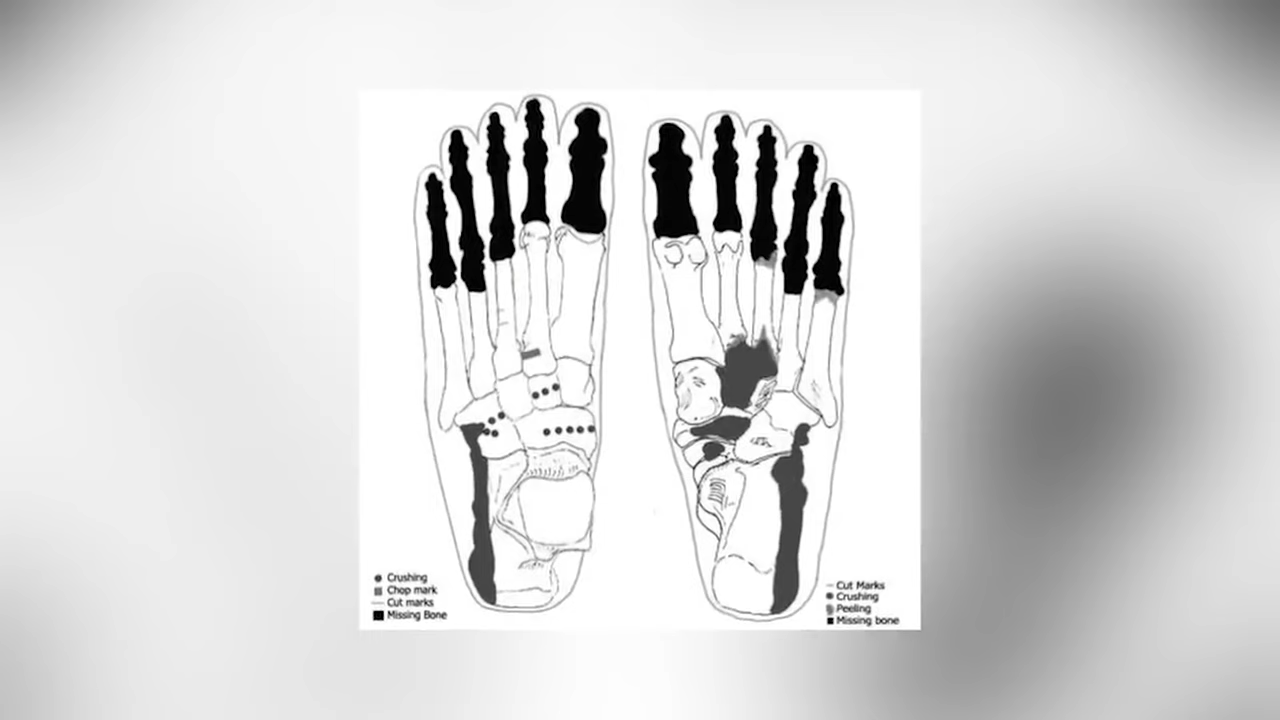 Crushing
Chop mark
Cut marks
Missing Bone
Cut Marks
Crushing
Peeling
Missing bone